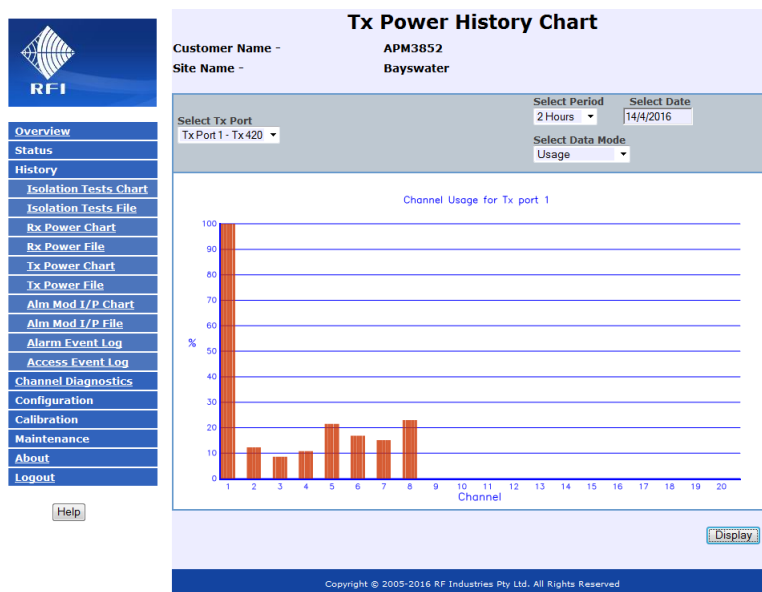 RFI
Tx Power History Chart
Customer Name - APM3852
Site Name - Bayswater
Overview
Status
History
Isolation Tests Chart
Isolation Tests File
Rx Power Chart
Rx Power File
Tx Power Chart
Tx Power File
Alm Mod I/P Chart
Alm Mod I/P File
Alarm Event Log
Access Event Log
Channel Diagnostics
Configuration
Calibration
Maintenance
About
Logout
Help
Select Tx Port
Tx Port 1 - Tx 420
Select Period Select Date
2 Hours 14/4/2016
Select Data Mode
Usage
Channel Usage for Tx port 1
100
90
80
70
60
%
50
40
30
20
10
0
1 2 3 4 5 6 7 8 9 10 11 12 13 14 15 16 17 18 19 20
Channel
Display
Copyright © 2005-2016 RF Industries Pty Ltd. All Rights Reserved